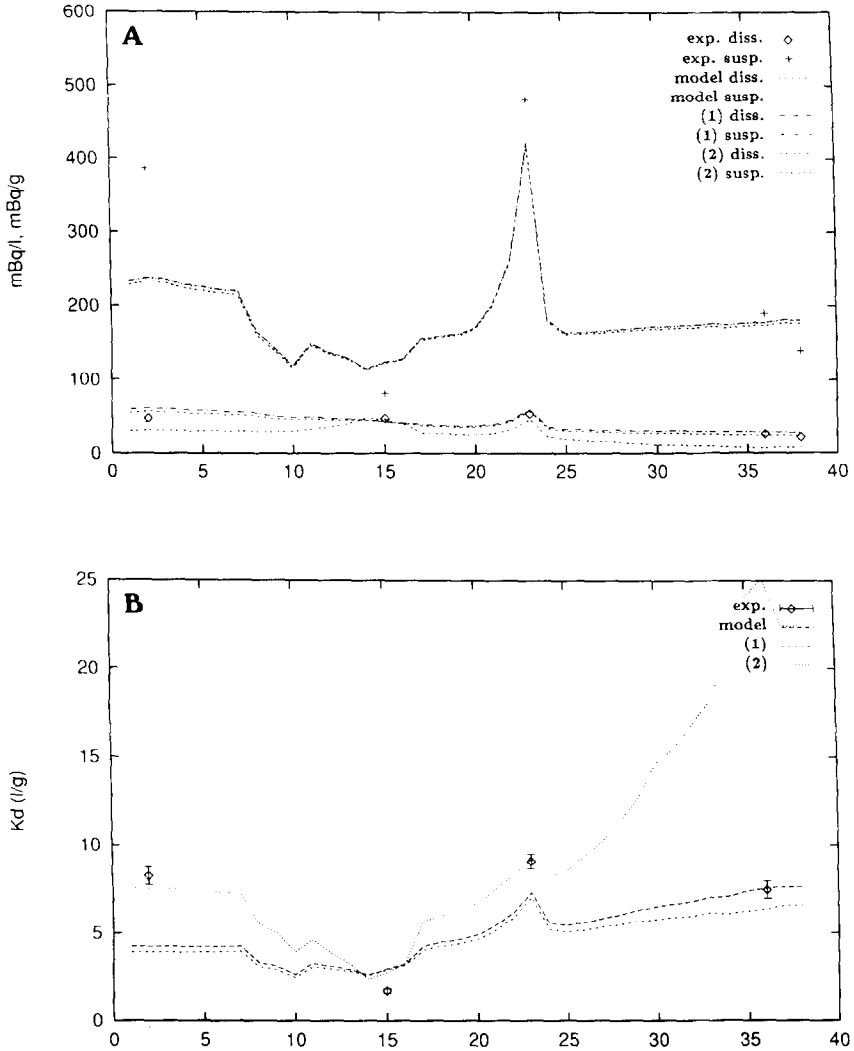 A
600
500
400
300
200
100
0
mBq/l, mBq/g
exp. diss.
exp. susp.
model diss.
model susp.
(1) diss.
(1) susp.
(2) diss.
(2) susp.
0 5 10 15 20 25 30 35 40
B
25
20
15
10
5
0
Kd (l/g)
exp.
model
(1)
(2)
0 5 10 15 20 25 30 35 40